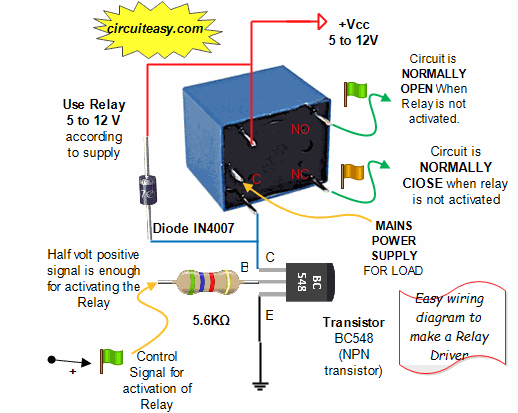 circuiteasy.com
+Vcc
5 to 12V
Circuit is
NORMALLY
OPEN When
Relay is not
activated.
Use Relay
5 to 12 V
according
to supply
NO
NC
C
Circuit is
NORMALLY
CLOSE when relay
is not activated
Diode IN4007
MAINS
POWER
SUPPLY
FOR LOAD
Half volt positive
signal is enough
for activating the
Relay
C
B
E
BC
548
5.6KΩ
Transistor
BC548
(NPN
transistor)
Easy wiring
diagram to
make a Relay
Driver
+
Control
Signal for
activation of
Relay